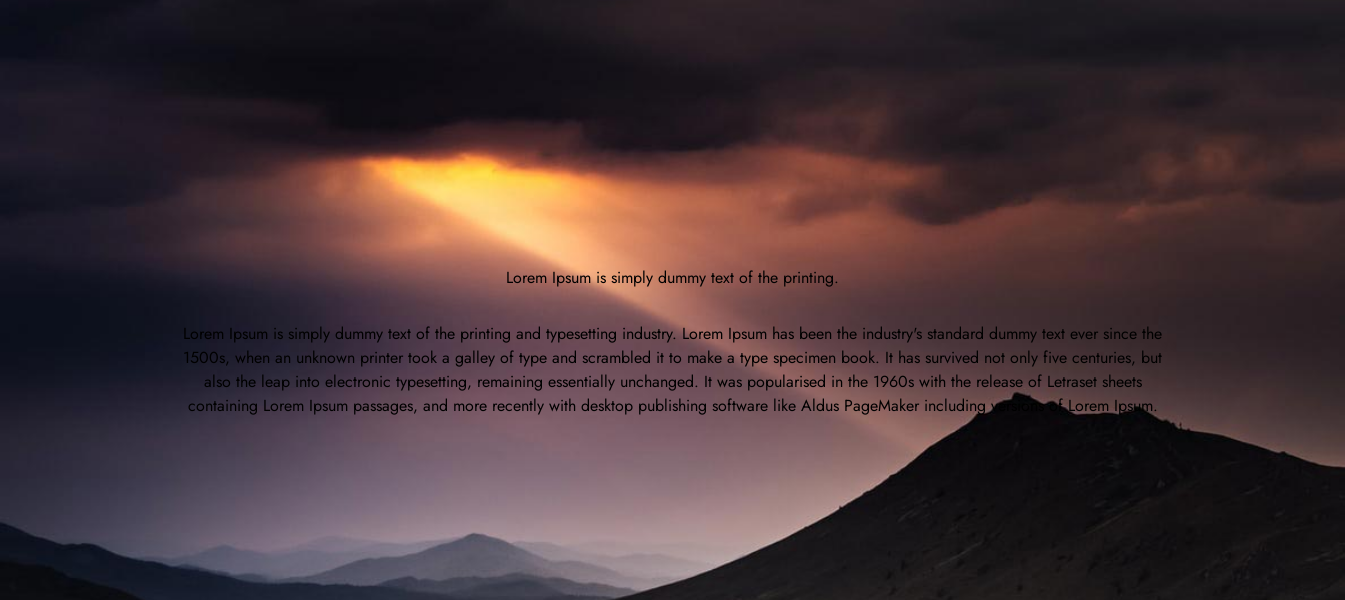 Lorem Ipsum is simply dummy text of the printing.
Lorem Ipsum is simply dummy text of the printing and typesetting industry. Lorem Ipsum has been the industry's standard dummy text ever since the
1500s, when an unknown printer took a galley of type and scrambled it to make a type specimen book. It has survived not only five centuries, but
also the leap into electronic typesetting, remaining essentially unchanged. It was popularised in the 1960s with the release of Letraset sheets
containing Lorem Ipsum passages, and more recently with desktop publishing software like Aldus PageMaker including versions of Lorem Ipsum.